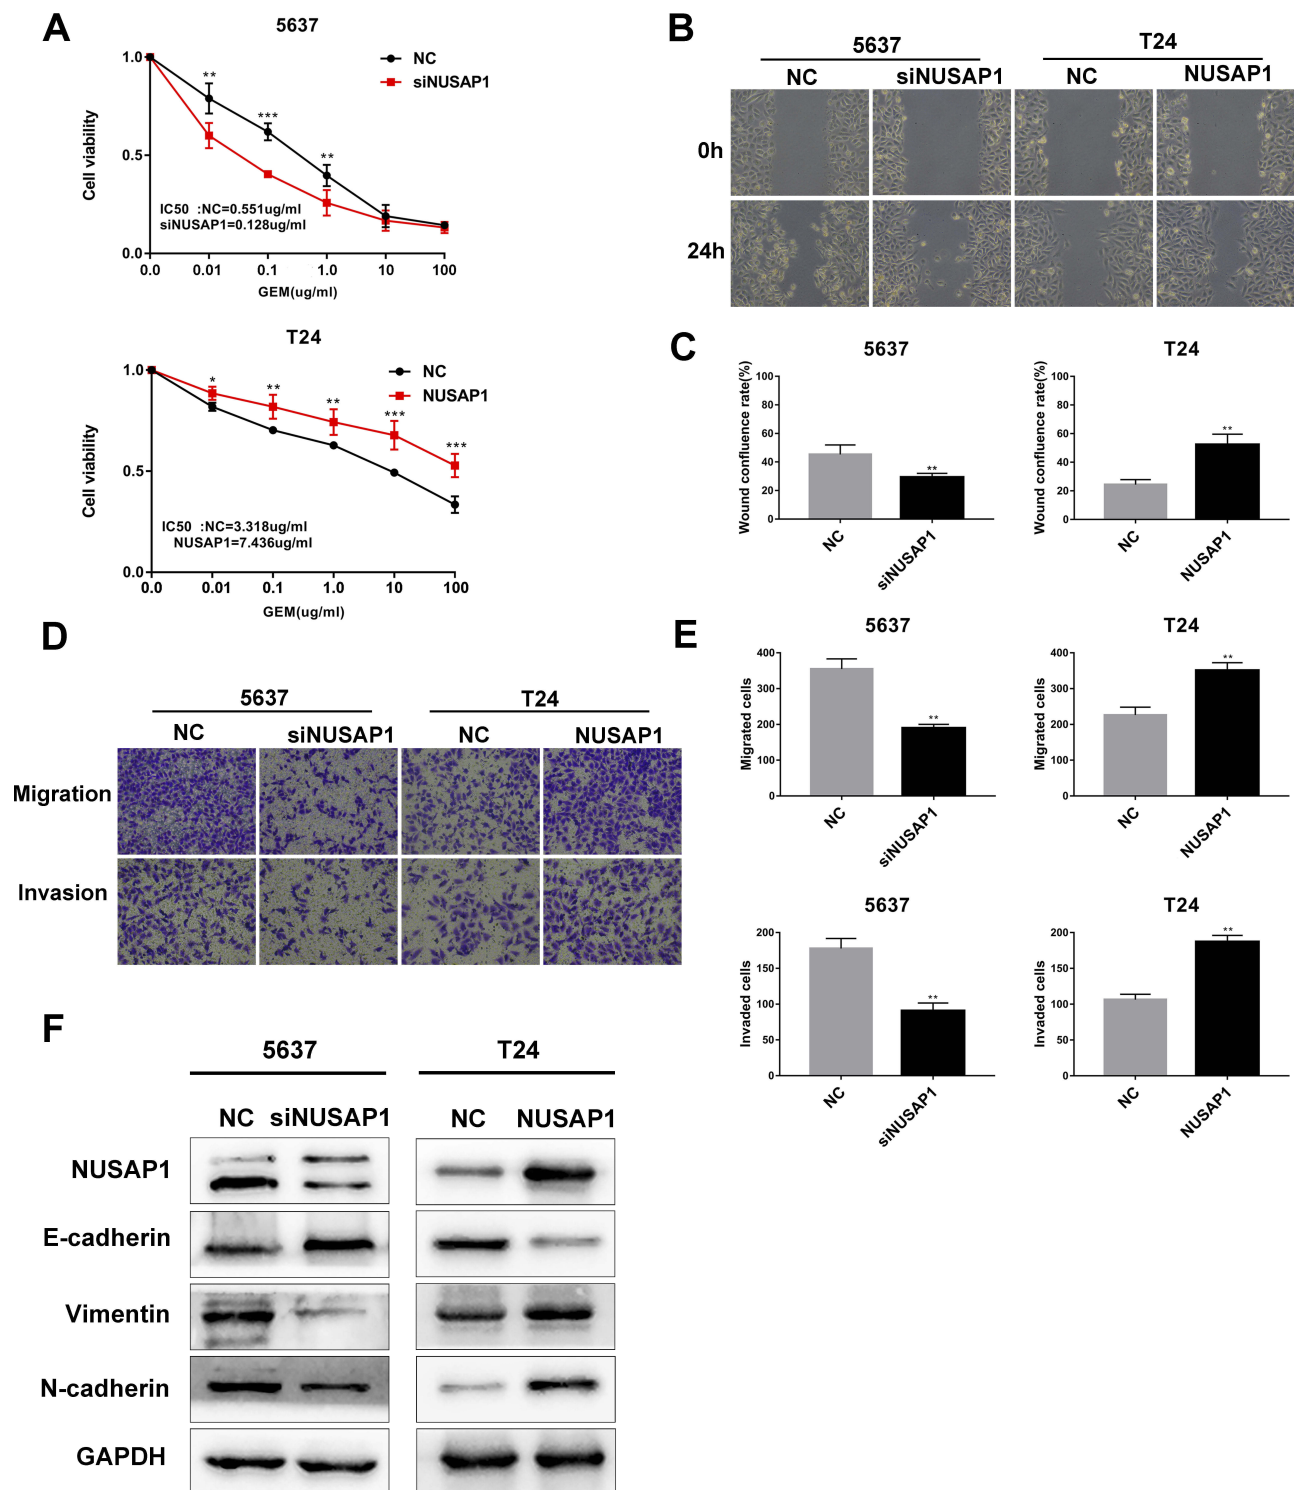 A
5637
NC
siNUSAP1
Cell viability
1.0
0.5
0.0
**
***
**
IC50 :NC=0.551ug/ml
siNUSAP1=0.128ug/ml
0.0 0.01 0.1 1.0 10 100
GEM(ug/ml)
T24
NC
NUSAP1
Cell viability
1.0
0.5
0.0
*
**
**
***
***
IC50 :NC=3.318ug/ml
NUSAP1=7.436ug/ml
0.0 0.01 0.1 1.0 10 100
GEM(ug/ml)
B
5637 T24
NC siNUSAP1 NC NUSAP1
0h
24h
C
5637
Wound confluence rate(%)
100
80
60
40
20
0
**
NC siNUSAP1
T24
Wound confluence rate(%)
100
80
60
40
20
0
**
NC NUSAP1
D
5637 T24
NC siNUSAP1 NC NUSAP1
Migration
Invasion
E
5637
Migrated cells
400
300
200
100
0
**
NC siNUSAP1
T24
Migrated cells
400
300
200
100
0
**
NC NUSAP1
5637
Invaded cells
200
150
100
50
0
**
NC siNUSAP1
T24
Invaded cells
200
150
100
50
0
**
NC NUSAP1
F
5637 T24
NC siNUSAP1 NC NUSAP1
NUSAP1
E-cadherin
Vimentin
N-cadherin
GAPDH